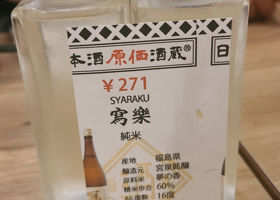 本酒原価酒蔵® 日
¥271
SYARAKU
寫樂
純米
産地 福島県
醸造元 宮泉銘醸
原料米 夢の香
精米歩合 60%
度数 16度